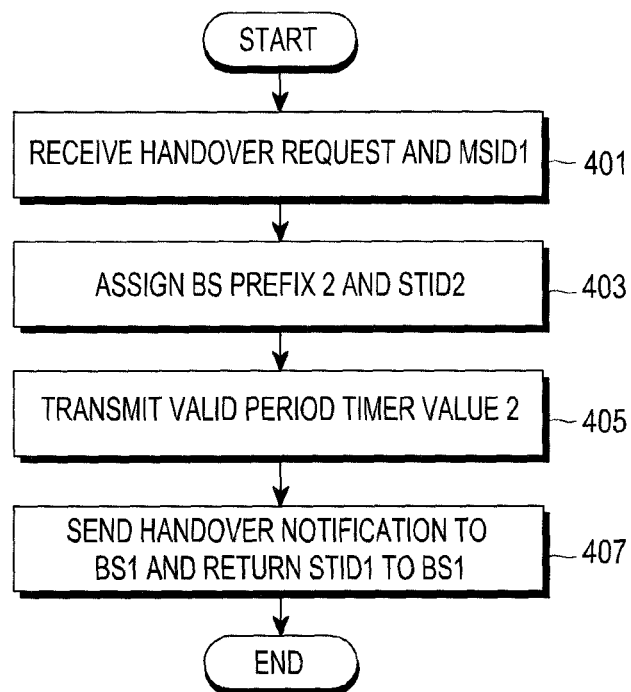 START
RECEIVE HANDOVER REQUEST AND MSID1
401
ASSIGN BS PREFIX 2 AND STID2
403
TRANSMIT VALID PERIOD TIMER VALUE 2
405
SEND HANDOVER NOTIFICATION TO
BS1 AND RETURN STID1 TO BS1
407
END